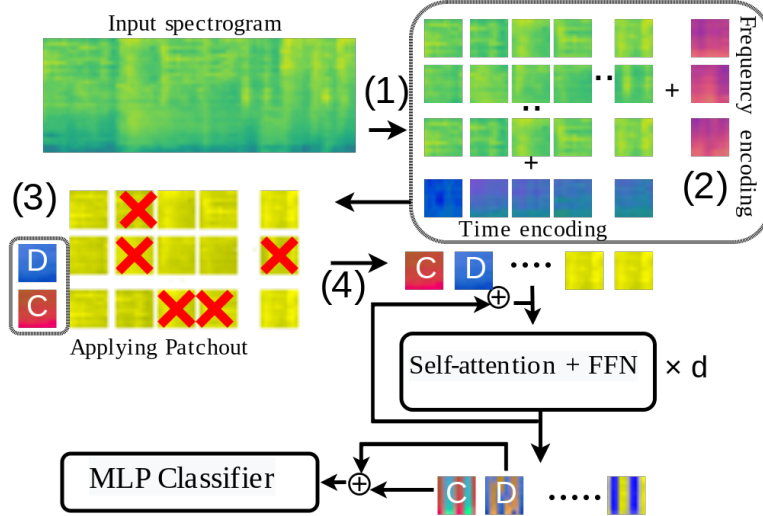 Input spectrogram
(1)
+
Frequency encoding
+
(2)
Time encoding
(3)
D
C
Applying Patchout
(4)
C D
Self-attention + FFN
× d
MLP Classifier
C D